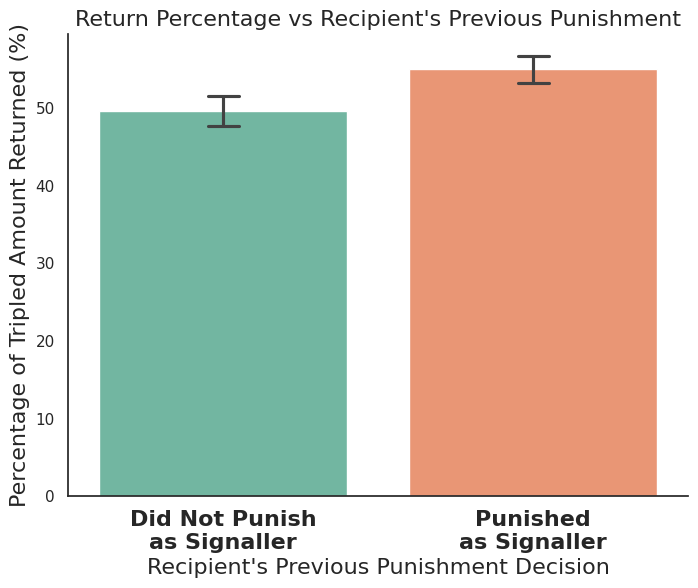 Return Percentage vs Recipient's Previous Punishment
Percentage of Tripled Amount Returned (%)
50
40
30
20
10
0
Did Not Punish
as Signaller
Punished
as Signaller
Recipient's Previous Punishment Decision